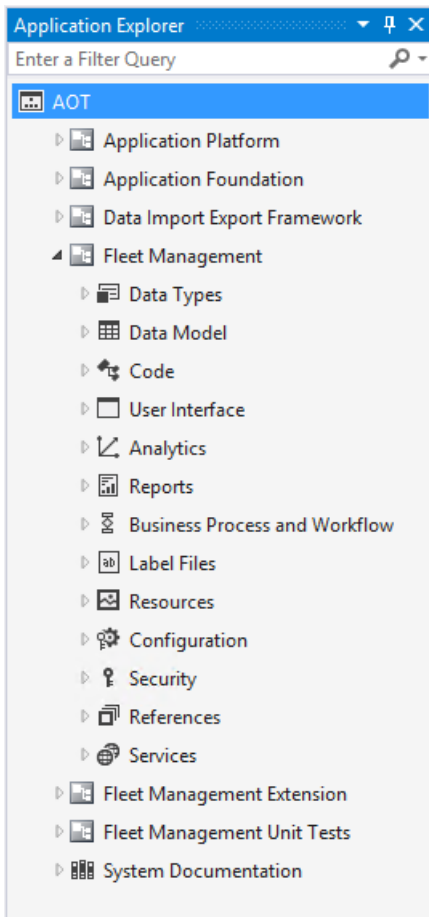 Application Explorer
Enter a Filter Query
AOT
Application Platform
Application Foundation
Data Import Export Framework
Fleet Management
Data Types
Data Model
Code
User Interface
Analytics
Reports
Business Process and Workflow
ab Label Files
Resources
Configuration
Security
References
Services
Fleet Management Extension
Fleet Management Unit Tests
System Documentation